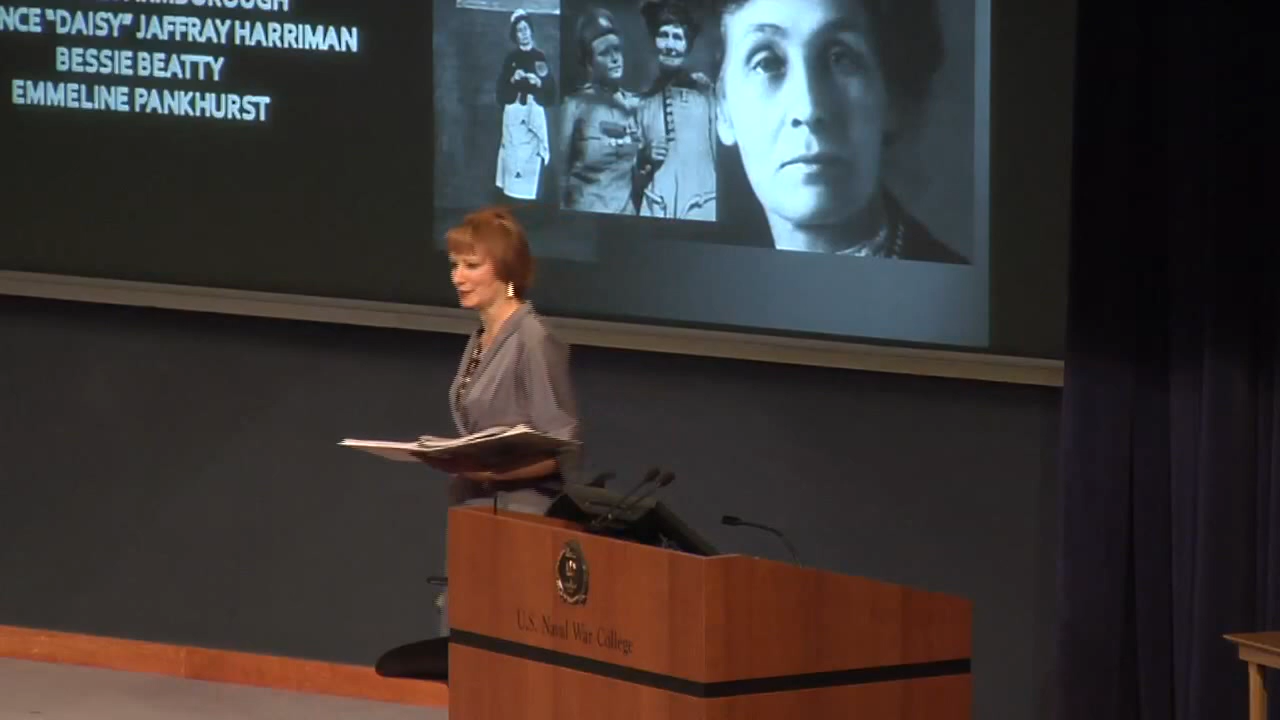 NCE "DAISY" JAFFRAY HARRIMAN
BESSIE BEATTY
EMMELINE PANKHURST
U.S. Naval War College